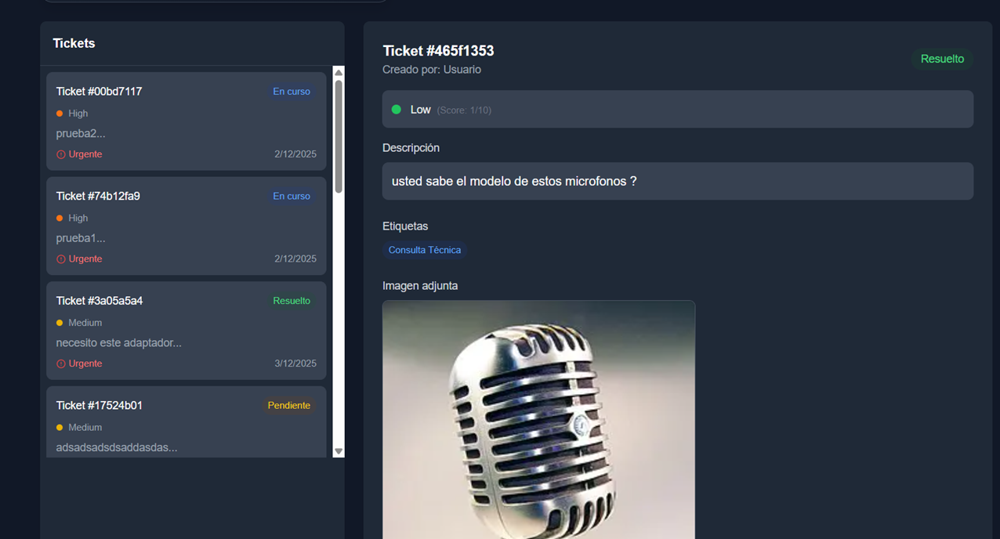 Tickets
Ticket #00bd7117
En curso
High
prueba2...
Urgente
2/12/2025
Ticket #74b12fa9
En curso
High
prueba1...
Urgente
2/12/2025
Ticket #3a05a5a4
Resuelto
Medium
necesito este adaptador...
Urgente
3/12/2025
Ticket #17524b01
Pendiente
Medium
adsadsadsdsaddasdas...
Ticket #465f1353
Resuelto
Creado por: Usuario
Low (Score: 1/10)
Descripción
usted sabe el modelo de estos microfonos ?
Etiquetas
Consulta Técnica
Imagen adjunta